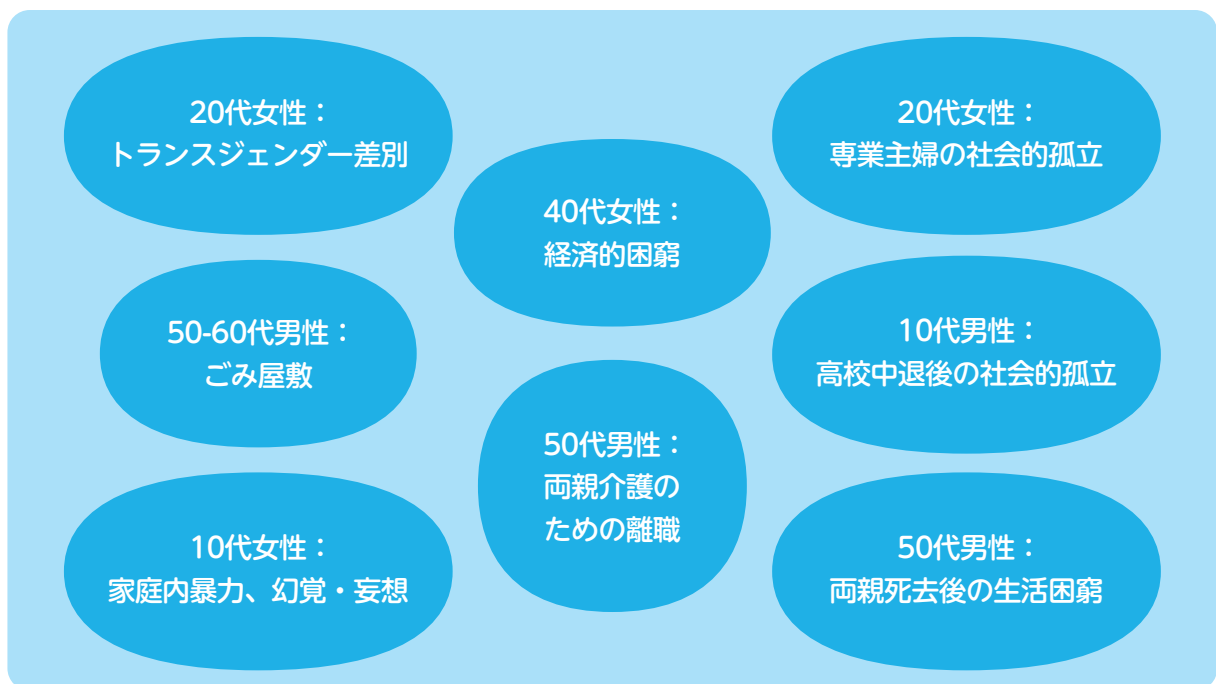 20代女性：
トランスジェンダー差別
20代女性：
専業主婦の社会的孤立
40代女性：
経済的困窮
50-60代男性：
ごみ屋敷
10代男性：
高校中退後の社会的孤立
50代男性：
両親介護の
ための離職
10代女性：
家庭内暴力、幻覚・妄想
50代男性：
両親死去後の生活困窮